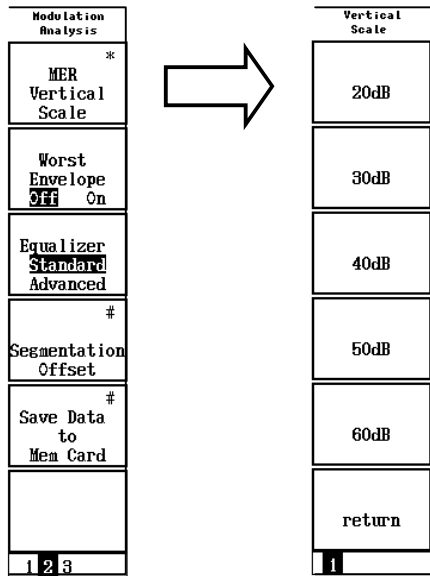 Modulation
Analysis
*
MER
Vertical
Scale
Worst
Envelope
Off On
Equalizer
Standard
Advanced
#
Segmentation
Offset
#
Save Data
to
Mem Card
1 2 3
Vertical
Scale
20dB
30dB
40dB
50dB
60dB
return
1